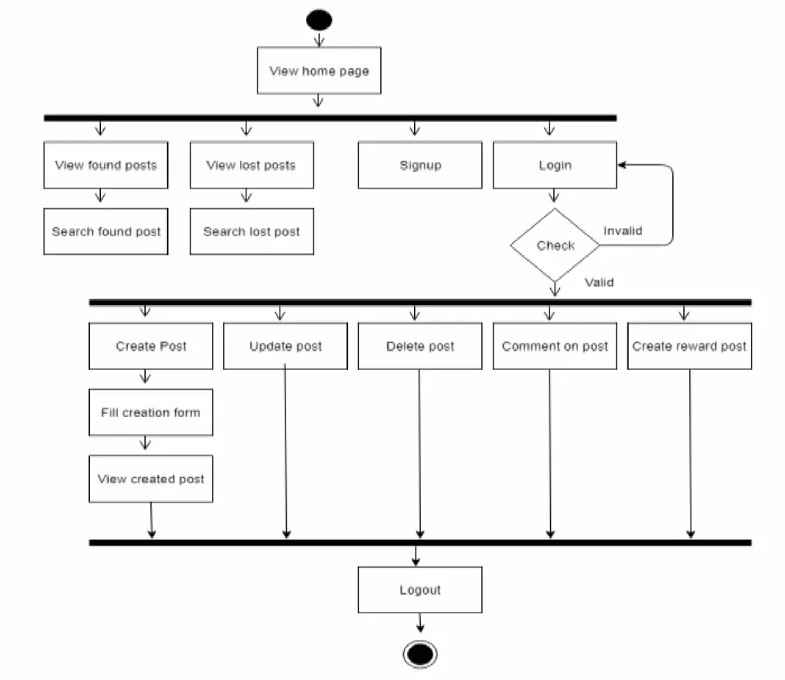 View home page
View found posts
View lost posts
Signup
Login
Search found post
Search lost post
Check
Invalid
Valid
Create Post
Update post
Delete post
Comment on post
Create reward post
Fill creation form
View created post
Logout